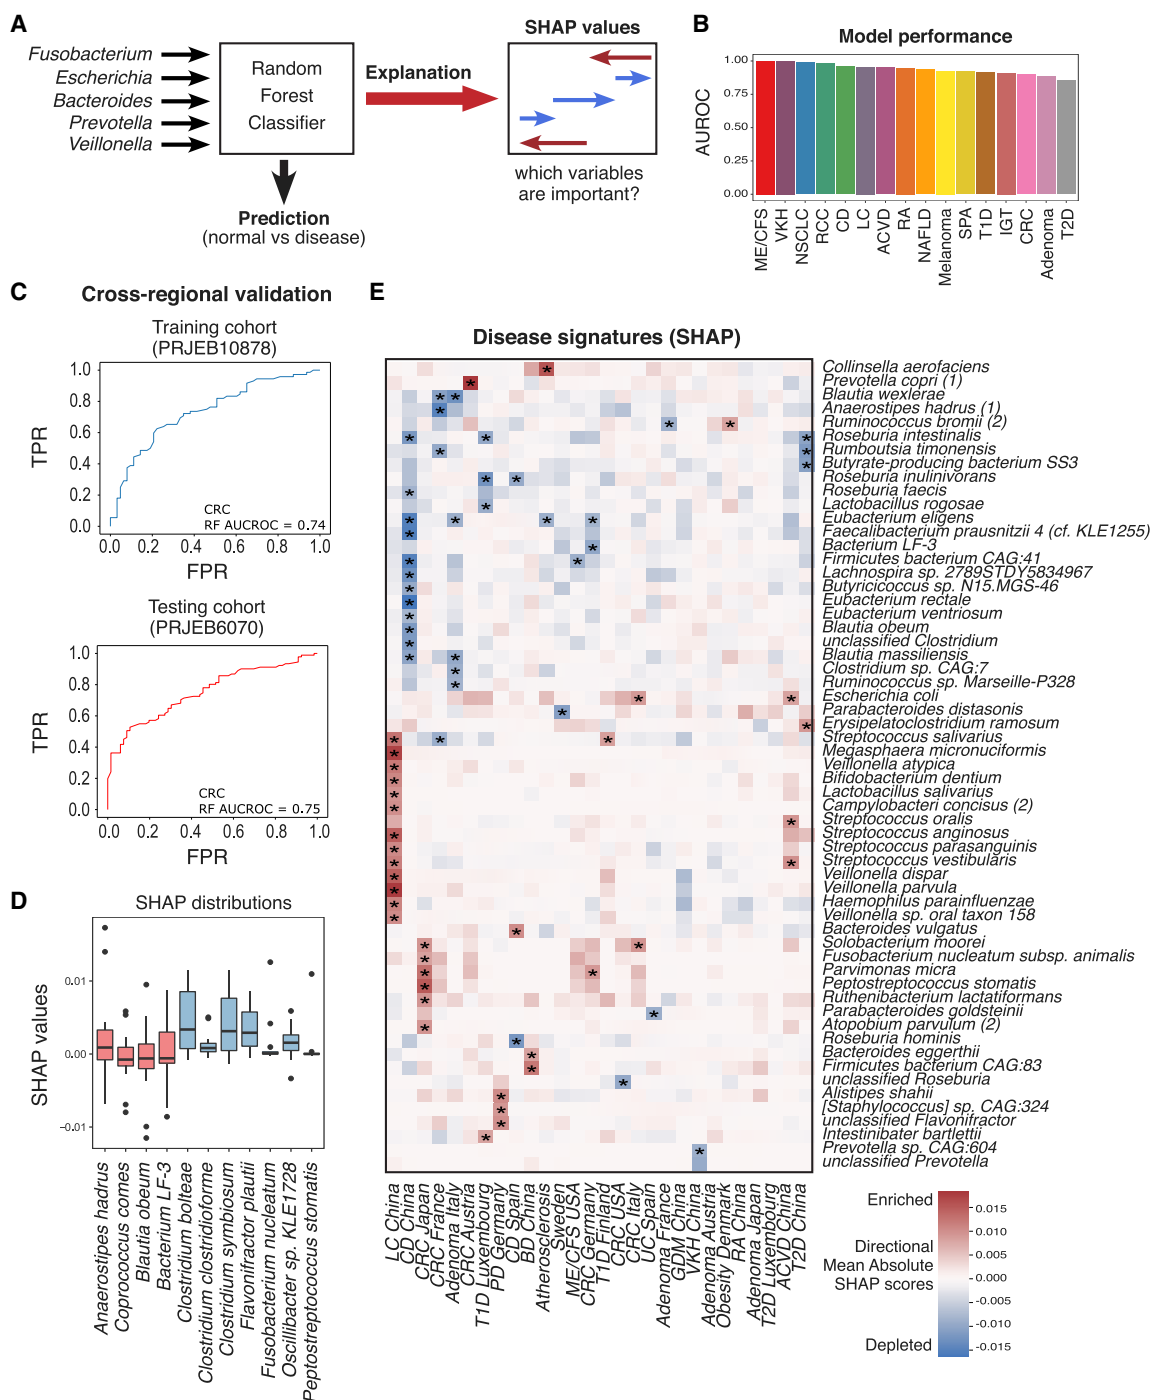 A
Fusobacterium
Escherichia
Bacteroides
Prevotella
Veillonella
Random
Forest
Classifier
Explanation
SHAP values
which variables
are important?
Prediction
(normal vs disease)
B
Model performance
AUROC
1.00
0.75
0.50
0.25
0.00
ME/CFS
VKH
NSCLC
RCC
CD
LC
ACVD
RA
NAFLD
Melanoma
SPA
T1D
IGT
CRC
Adenoma
T2D
C
Cross-regional validation
Training cohort
(PRJEB10878)
TPR
1.0
0.8
0.6
0.4
0.2
0.0
CRC
RF AUCROC = 0.74
0.0 0.2 0.4 0.6 0.8 1.0
FPR
Testing cohort
(PRJEB6070)
TPR
1.0
0.8
0.6
0.4
0.2
0.0
CRC
RF AUCROC = 0.75
0.0 0.2 0.4 0.6 0.8 1.0
FPR
D
SHAP distributions
SHAP values
0.01
0.00
−0.01
Anaerostipes hadrus
Coprococcus comes
Blautia obeum
Bacterium LF-3
Clostridium bolteae
Clostridium clostridioforme
Clostridium symbiosum
Flavonifractor plautii
Fusobacterium nucleatum
Oscillibacter sp. KLE1728
Peptostreptococcus stomatis
E
Disease signatures (SHAP)
Collinsella aerofaciens
Prevotella copri (1)
Blautia wexlerae
Anaerostipes hadrus (1)
Ruminococcus bromii (2)
Roseburia intestinalis
Rumboutsia timonensis
Butyrate-producing bacterium SS3
Roseburia inulinivorans
Roseburia faecis
Lactobacillus rogosae
Eubacterium eligens
Faecalibacterium prausnitzii 4 (cf. KLE1255)
Bacterium LF-3
Firmicutes bacterium CAG:41
Lachnospira sp. 2789STDY5834967
Butyricicoccus sp. N15.MGS-46
Eubacterium rectale
Eubacterium ventriosum
Blautia obeum
unclassified Clostridium
Blautia massiliensis
Clostridium sp. CAG:7
Ruminococcus sp. Marseille-P328
Escherichia coli
Parabacteroides distasonis
Erysipelatoclostridium ramosum
Streptococcus salivarius
Megasphaera micronuciformis
Veillonella atypica
Bifidobacterium dentium
Lactobacillus salivarius
Campylobacteri concisus (2)
Streptococcus oralis
Streptococcus anginosus
Streptococcus parasanguinis
Streptococcus vestibularis
Veillonella dispar
Veillonella parvula
Haemophilus parainfluenzae
Veillonella sp. oral taxon 158
Bacteroides vulgatus
Solobacterium moorei
Fusobacterium nucleatum subsp. animalis
Parvimonas micra
Peptostreptococcus stomatis
Ruthenibacterium lactatiformans
Parabacteroides goldsteinii
Atopobium parvulum (2)
Roseburia hominis
Bacteroides eggerthii
Firmicutes bacterium CAG:83
unclassified Roseburia
Alistipes shahii
[Staphylococcus] sp. CAG:324
unclassified Flavonifractor
Intestinibater bartlettii
Prevotella sp. CAG:604
unclassified Prevotella
LC China
CD China
CRC Japan
CRC France
Adenoma Italy
CRC Austria
T1D Luxembourg
PD Germany
CD Spain
BD China
Atherosclerosis
Sweden
ME/CFS USA
CRC Germany
T1D Finland
CRC USA
CRC Italy
UC Spain
Adenoma France
GDM China
VKH China
Adenoma Austria
Obesity Denmark
RA China
Adenoma Japan
T2D Luxembourg
ACVD China
T2D China
Enriched
Directional
Mean Absolute
SHAP scores
Depleted
0.015
0.010
0.005
0.000
-0.005
-0.010
-0.015